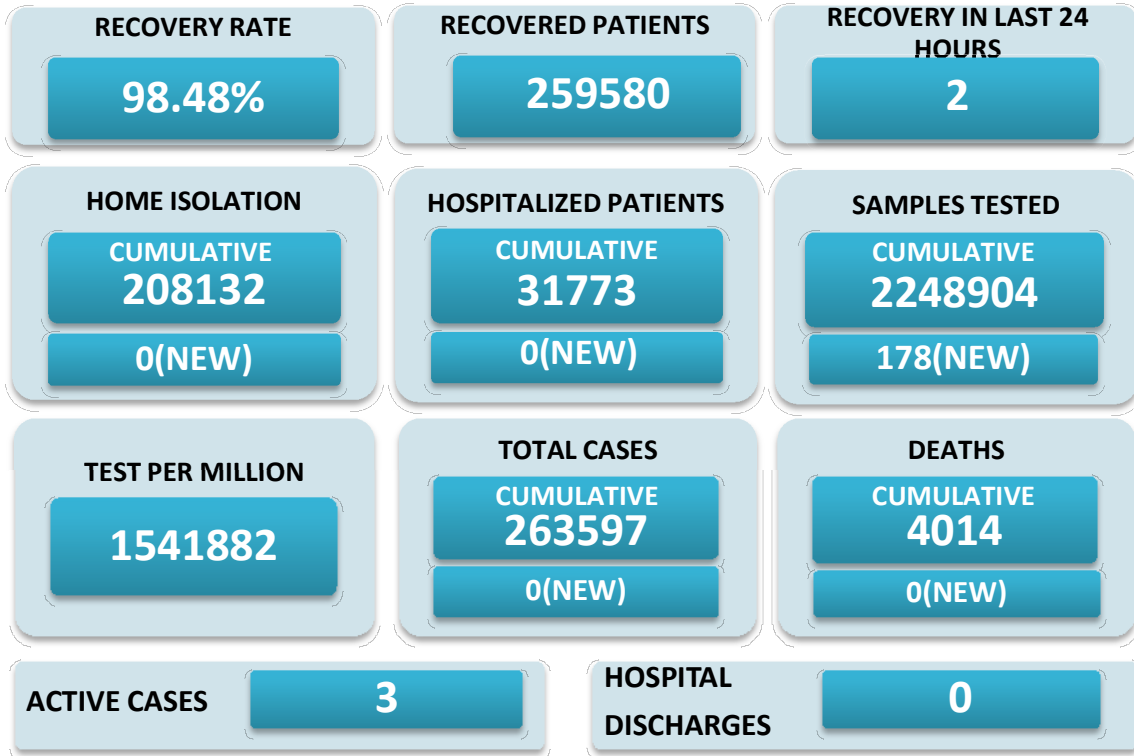 RECOVERY RATE
98.48%
RECOVERED PATIENTS
259580
RECOVERY IN LAST 24
HOURS
2
HOME ISOLATION
CUMULATIVE
208132
0(NEW)
HOSPITALIZED PATIENTS
CUMULATIVE
31773
0(NEW)
SAMPLES TESTED
CUMULATIVE
2248904
178(NEW)
TEST PER MILLION
1541882
TOTAL CASES
CUMULATIVE
263597
0(NEW)
DEATHS
CUMULATIVE
4014
0(NEW)
ACTIVE CASES
3
HOSPITAL
DISCHARGES
0